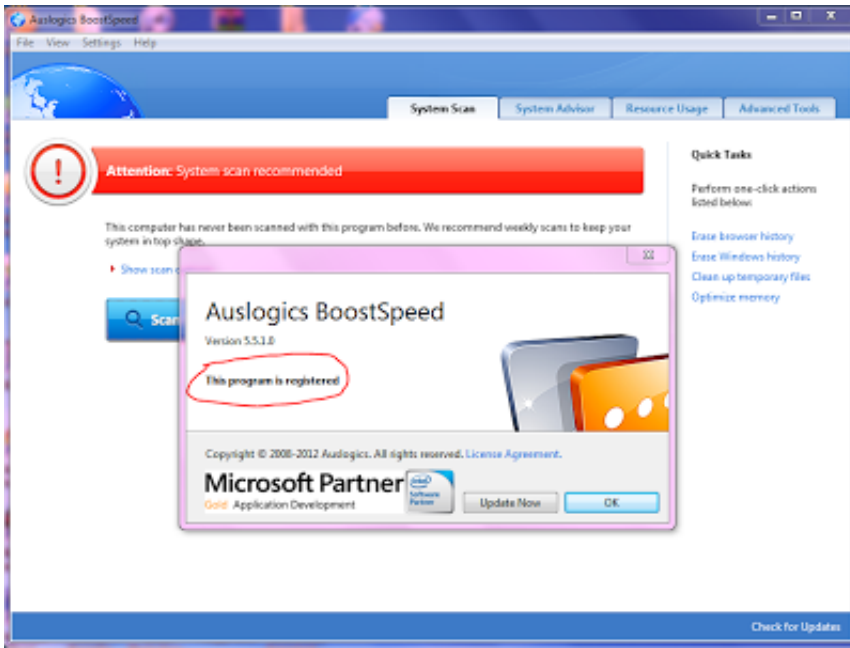 Auslogics BoostSpeed
File View Settings Help
System Scan System Advisor Resource Usage Advanced Tools
Attention: System scan recommended
This computer has never been scanned with this program before. We recommend weekly scans to keep your
system in top shape.
Show scan
Scan
Quick Tasks
Perform one-click actions
listed below:
Erase browser history
Erase Windows history
Clean up temporary files
Optimize memory
Auslogics BoostSpeed
Version 5.5.1.0
This program is registered
Copyright © 2008-2012 Auslogics. All rights reserved. License Agreement.
Microsoft Partner
Gold Application Development
intel
Software
Partner
Update Now OK
Check for Updates